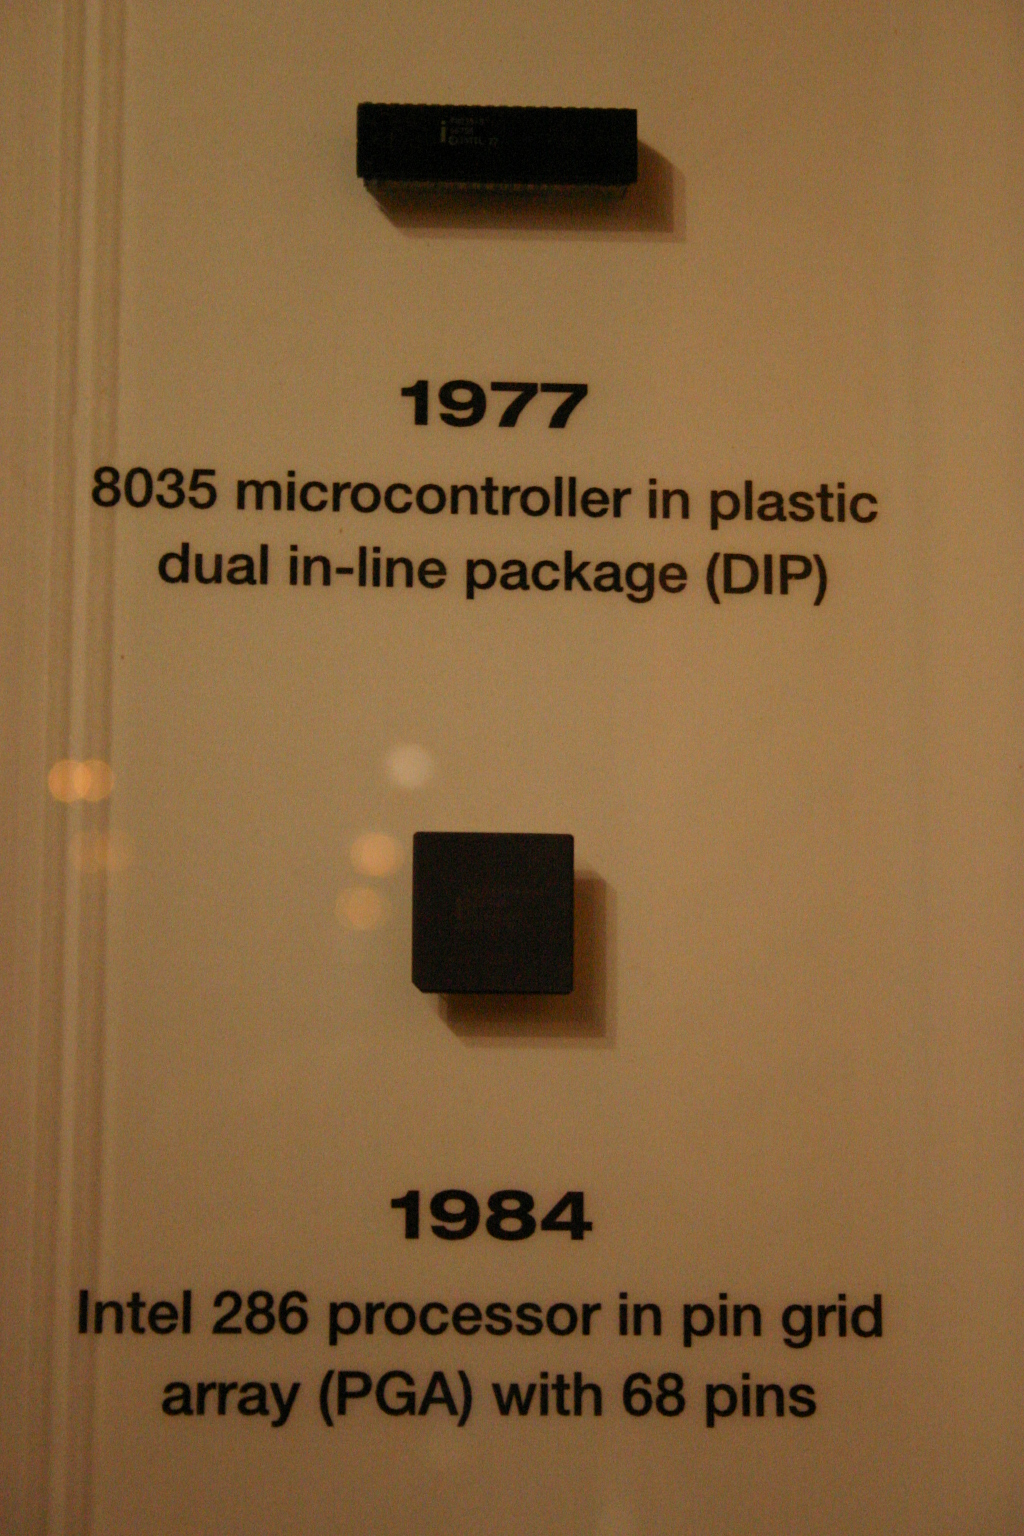 1977
8035 microcontroller in plastic
dual in-line package (DIP)
1984
Intel 286 processor in pin grid
array (PGA) with 68 pins